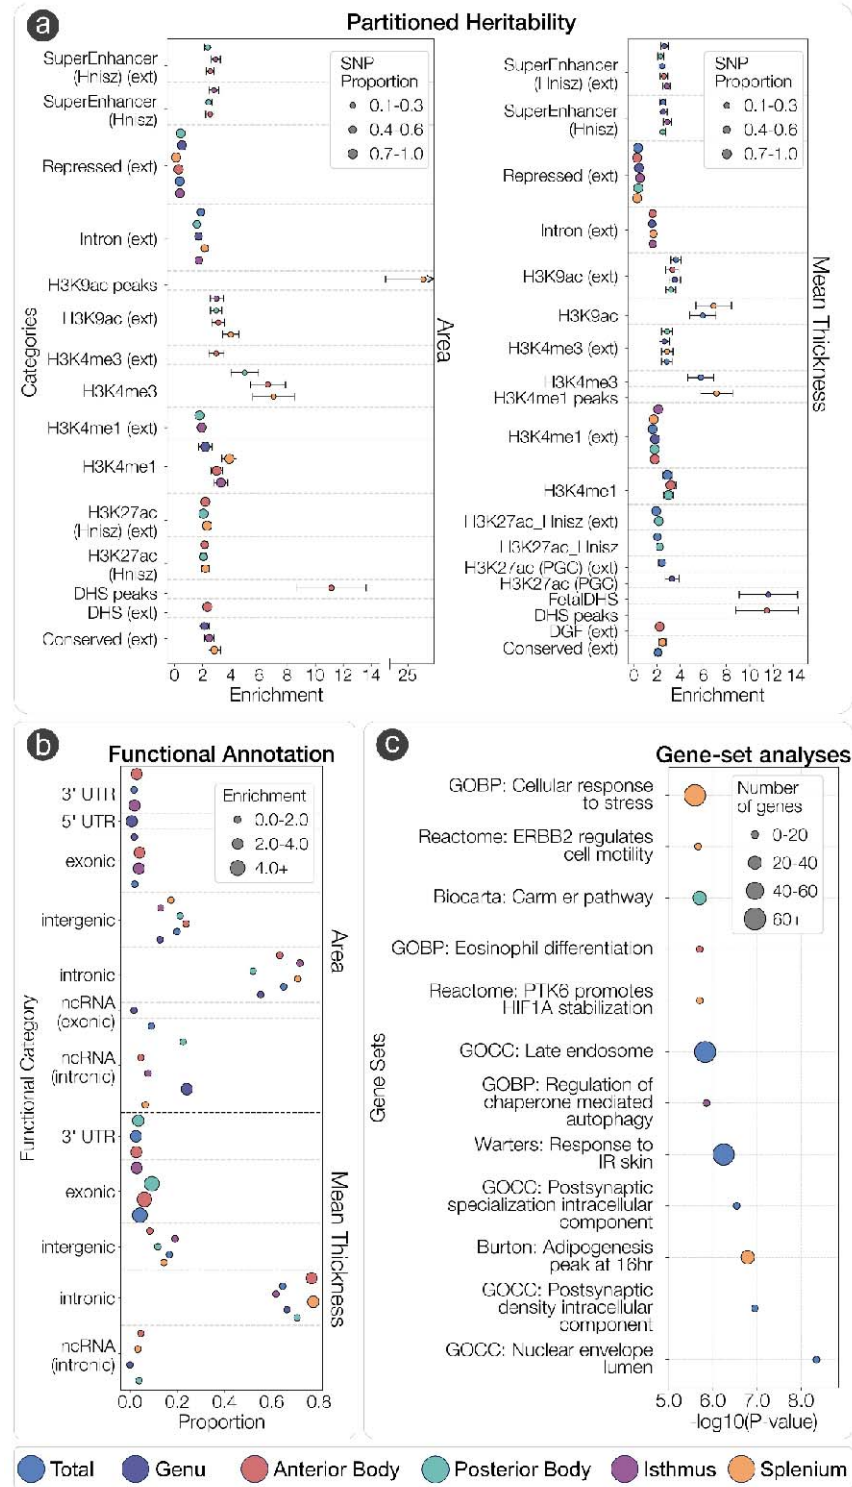 a
Partitioned Heritability
Categories
SuperEnhancer
(Hnisz) (ext)
SuperEnhancer
(Hnisz)
Repressed (ext)
Intron (ext)
H3K9ac peaks
H3K9ac (ext)
H3K4me3 (ext)
H3K4me3
H3K4me1 (ext)
H3K4me1
H3K27ac
(Hnisz) (ext)
H3K27ac
(Hnisz)
DHS peaks
DHS (ext)
Conserved (ext)
SNP
Proportion
0.1-0.3
0.4-0.6
0.7-1.0
0 2 4 6 8 10 12 14 25
Enrichment
Area
SuperEnhancer
(Hnisz) (ext)
SuperEnhancer
(Hnisz)
Repressed (ext)
Intron (ext)
H3K9ac (ext)
H3K9ac
H3K4me3 (ext)
H3K4me3
H3K4me1 peaks
H3K4me1 (ext)
H3K4me1
H3K27ac_Hnisz (ext)
H3K27ac_Hnisz
H3K27ac (PGC) (ext)
H3K27ac (PGC)
FetalDHS
DHS peaks
DGF (ext)
Conserved (ext)
SNP
Proportion
0.1-0.3
0.4-0.6
0.7-1.0
0 2 4 6 8 10 12 14
Enrichment
Mean Thickness
b
Functional Annotation
Functional Category
3' UTR
5' UTR
exonic
intergenic
intronic
ncRNA
(exonic)
ncRNA
(intronic)
3' UTR
exonic
intergenic
intronic
ncRNA
(intronic)
Enrichment
0.0-2.0
2.0-4.0
4.0+
Area
Mean Thickness
0.0 0.2 0.4 0.6 0.8
Proportion
c
Gene-set analyses
Gene Sets
GOBP: Cellular response
to stress
Reactome: ERBB2 regulates
cell motility
Biocarta: Carm er pathway
GOBP: Eosinophil differentiation
Reactome: PTK6 promotes
HIF1A stabilization
GOCC: Late endosome
GOBP: Regulation of
chaperone mediated
autophagy
Warters: Response to
IR skin
GOCC: Postsynaptic
specialization intracellular
component
Burton: Adipogenesis
peak at 16hr
GOCC: Postsynaptic
density intracellular
component
GOCC: Nuclear envelope
lumen
Number
of genes
0-20
20-40
40-60
60+
5.0 6.0 7.0 8.0
-log10(P-value)
Total Genu Anterior Body Posterior Body Isthmus Splenium